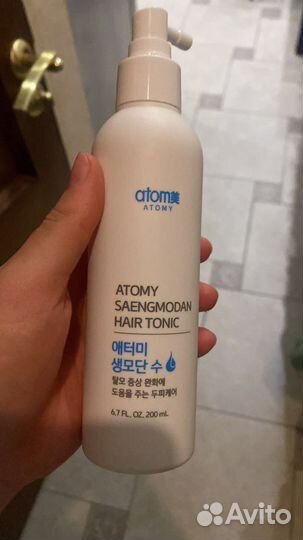 atom美
ATOMY
ATOMY
SAENGMODAN
HAIR TONIC
애터미
생모단 수
탈모 증상 완화에
도움을 주는 두피케어
6.7 FL. OZ. 200 mL
Avito